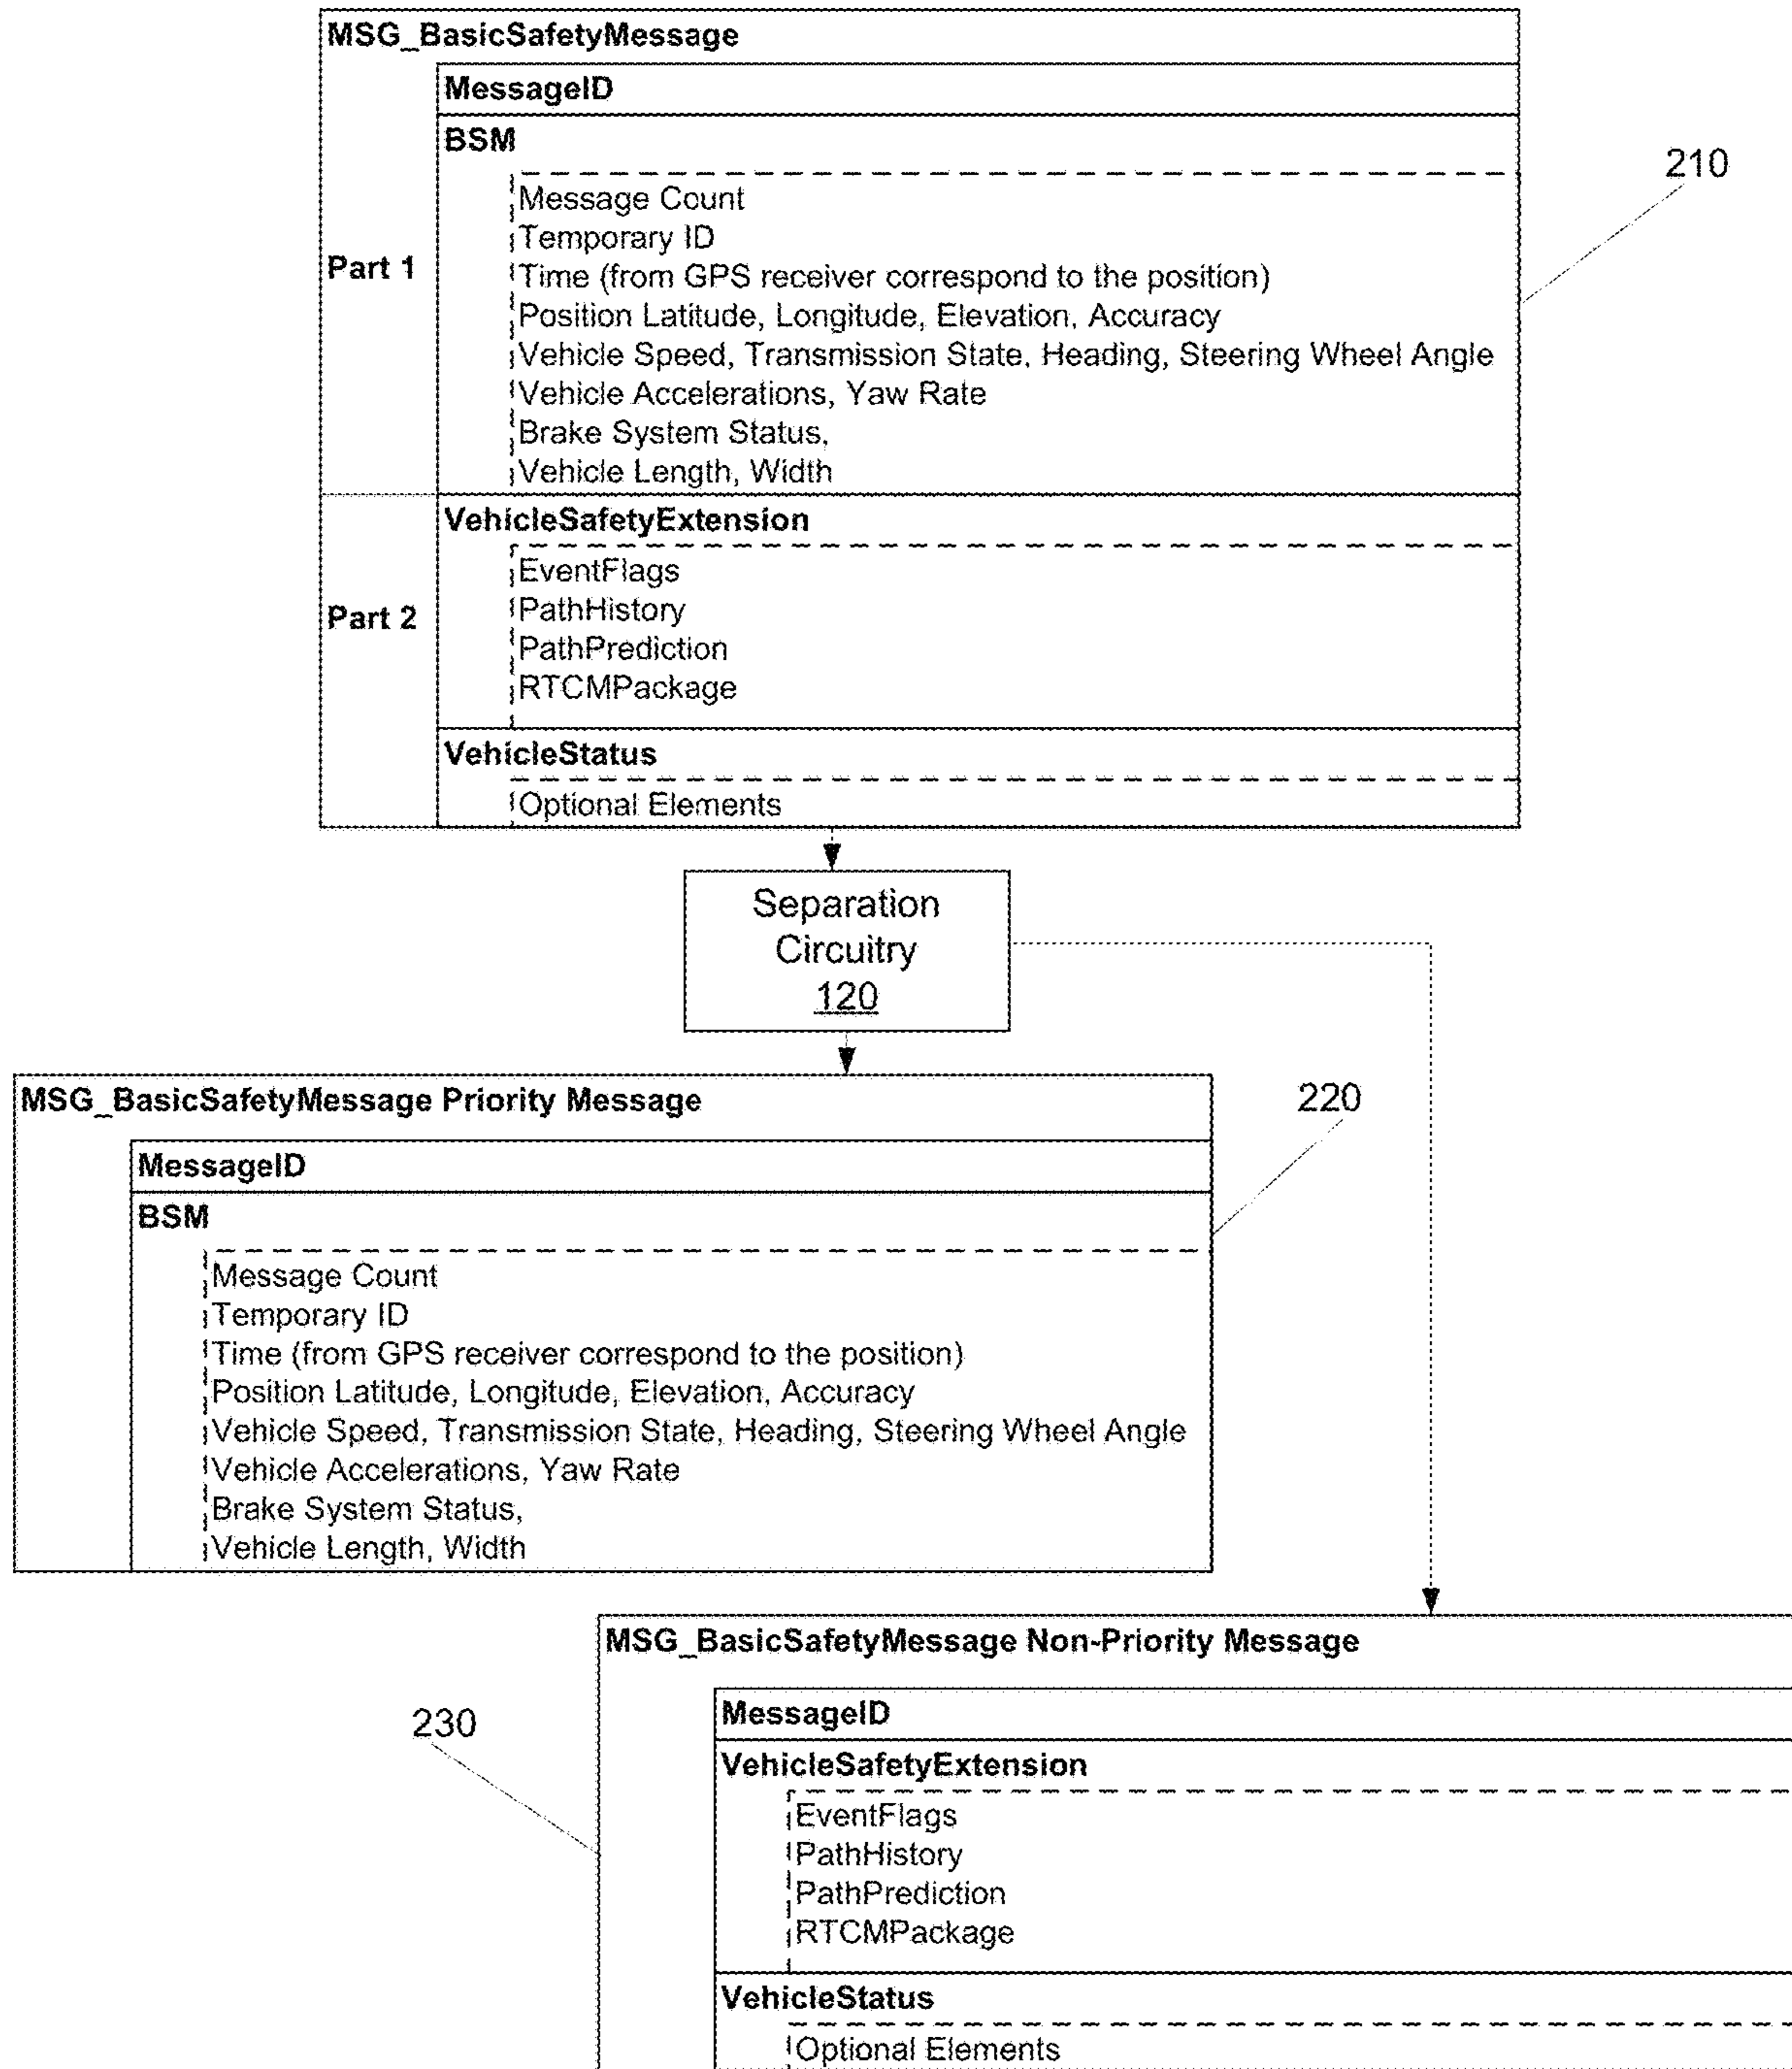 MSG_BasicSafetyMessage
MessageID
BSM
210
Message Count
Temporary ID
Part 1
Time (from GPS receiver correspond to the position)
Position Latitude, Longitude, Elevation, Accuracy
Vehicle Speed, Transmission State, Heading, Steering Wheel Angle
Vehicle Accelerations, Yaw Rate
Brake System Status,
Vehicle Length, Width
VehicleSafetyExtension
EventFlags
Part 2
PathHistory
PathPrediction
RTCMPackage
VehicleStatus
Optional Elements
Separation
Circuitry
120
MSG_BasicSafetyMessage Priority Message
220
MessageID
BSM
Message Count
Temporary ID
Time (from GPS receiver correspond to the position)
Position Latitude, Longitude, Elevation, Accuracy
Vehicle Speed, Transmission State, Heading, Steering Wheel Angle
Vehicle Accelerations, Yaw Rate
Brake System Status,
Vehicle Length, Width
MSG_BasicSafetyMessage Non-Priority Message
230
MessageID
VehicleSafetyExtension
EventFlags
PathHistory
PathPrediction
RTCMPackage
VehicleStatus
Optional Elements